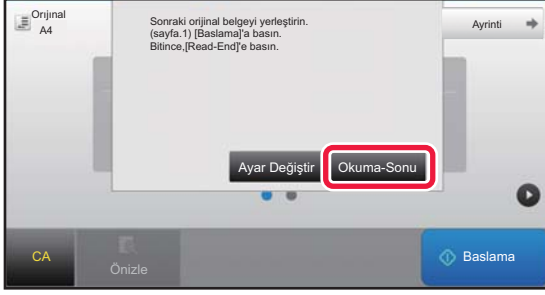 Orıjınal
A4
Sonraki orijinal belgeyi yerleştirin.
(sayfa.1) [Baslama]'a basın.
Bitince,[Read-End]'e basın.
Ayrinti
Ayar Değiştir
Okuma-Sonu
CA
Önizle
Baslama